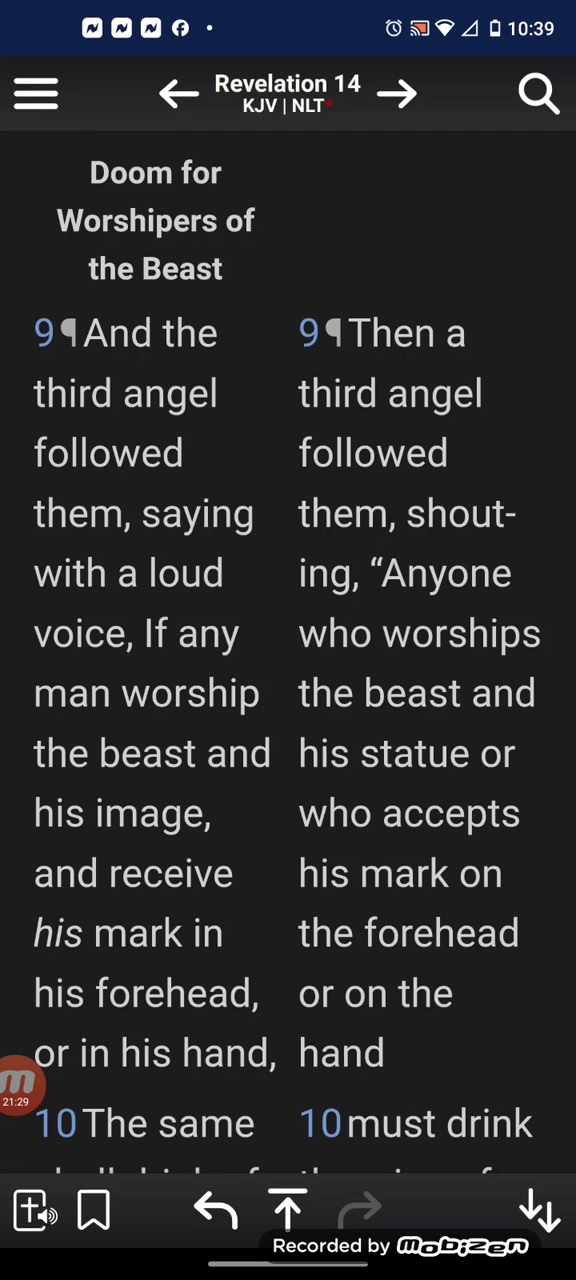 10:39
Revelation 14
KJV | NLT*
Doom for
Worshipers of
the Beast
9 ¶ And the
third angel
followed
them, saying
with a loud
voice, If any
man worship
the beast and
his image,
and receive
his mark in
his forehead,
or in his hand,
10 The same
9 ¶ Then a
third angel
followed
them, shout-
ing, “Anyone
who worships
the beast and
his statue or
who accepts
his mark on
the forehead
or on the
hand
10 must drink
21:29
Recorded by mobizen